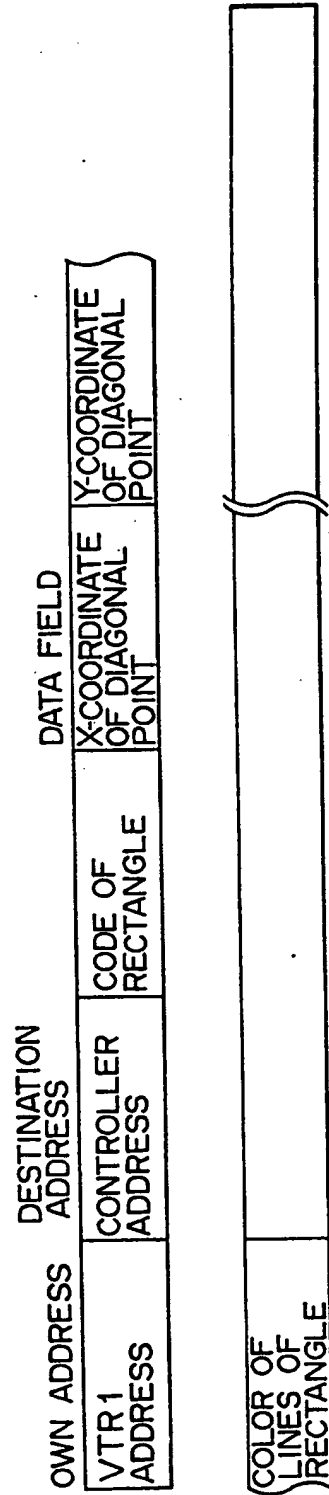 OWN ADDRESS
DESTINATION
ADDRESS
DATA FIELD
VTR1
ADDRESS
CONTROLLER
ADDRESS
CODE OF
RECTANGLE
X-COORDINATE
OF DIAGONAL
POINT
Y-COORDINATE
OF DIAGONAL
POINT
COLOR OF
LINES OF
RECTANGLE